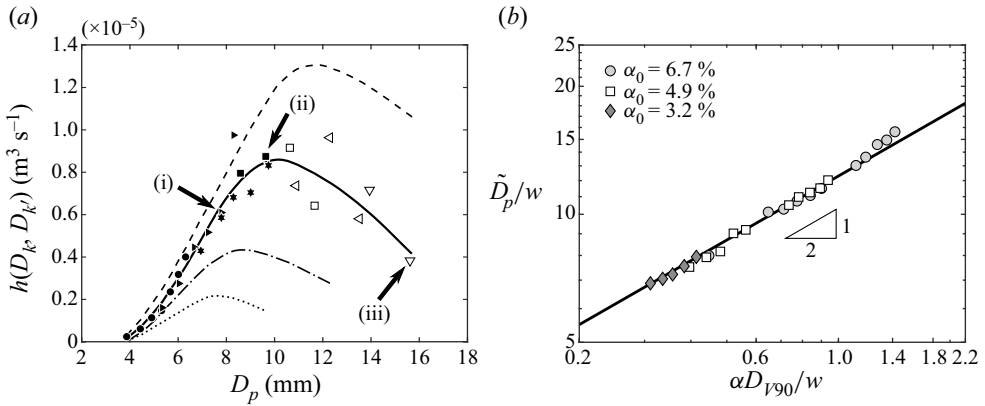 (a)
(×10⁻⁵)
1.4
1.2
1.0
0.8
0.6
0.4
0.2
0
2 4 6 8 10 12 14 16 18
h(D_k, D_k′) (m³ s⁻¹)
D_p (mm)
(i)
(ii)
(iii)
(b)
25
15
10
5
0.2 0.6 1.0 1.4 1.8 2.2
D̃_p/w
αD_V90/w
α₀ = 6.7 %
α₀ = 4.9 %
α₀ = 3.2 %
1
2